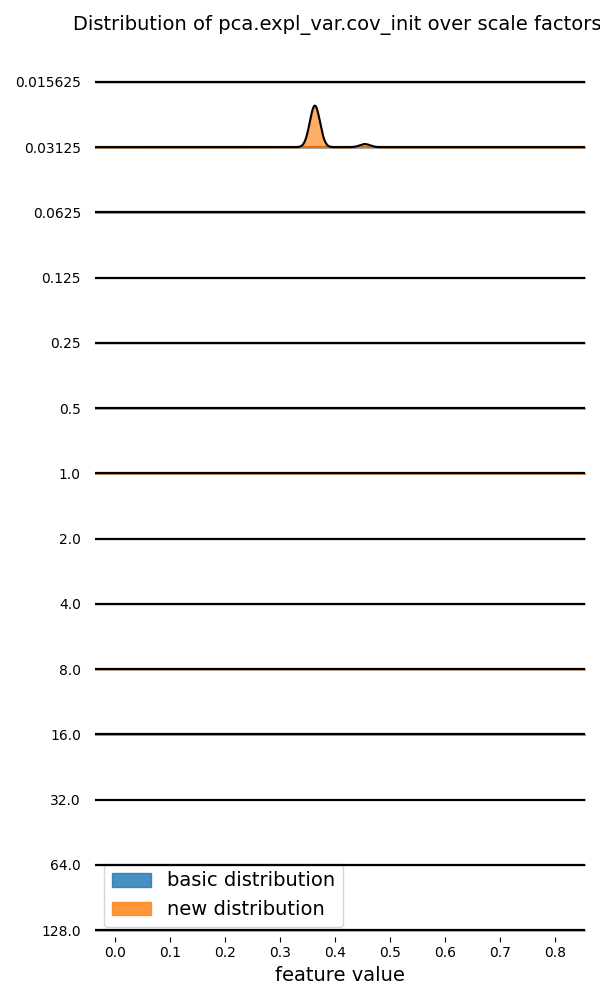 Distribution of pca.expl_var.cov_init over scale factors
0.015625
0.03125
0.0625
0.125
0.25
0.5
1.0
2.0
4.0
8.0
16.0
32.0
64.0
basic distribution
new distribution
128.0
0.0 0.1 0.2 0.3 0.4 0.5 0.6 0.7 0.8
feature value